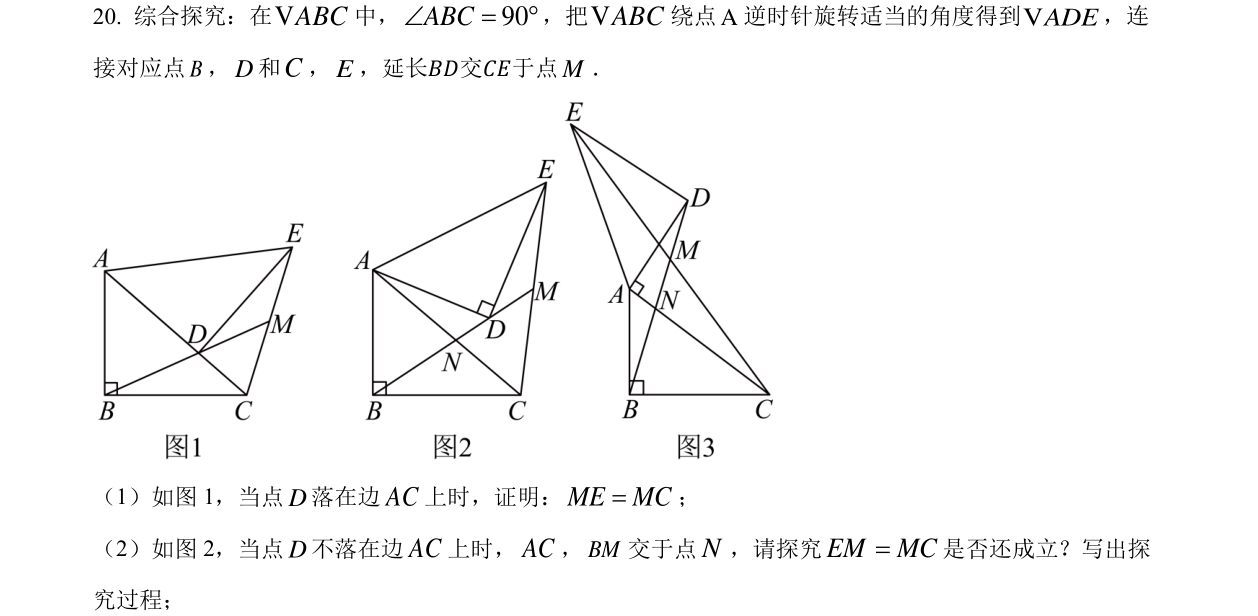 20. 综合探究：在VABC中，∠ABC=90°，把VABC绕点A逆时针旋转适当的角度得到VADE，连
接对应点B，D和C，E，延长BD交CE于点M．
E
E
D
E
A
A
M
M
A
N
D
M
D
N
B
C
B
C
B
C
图1
图2
图3
（1）如图1，当点D落在边AC上时，证明：ME=MC；
（2）如图2，当点D不落在边AC上时，AC，BM交于点N，请探究EM=MC是否还成立？写出探
究过程；